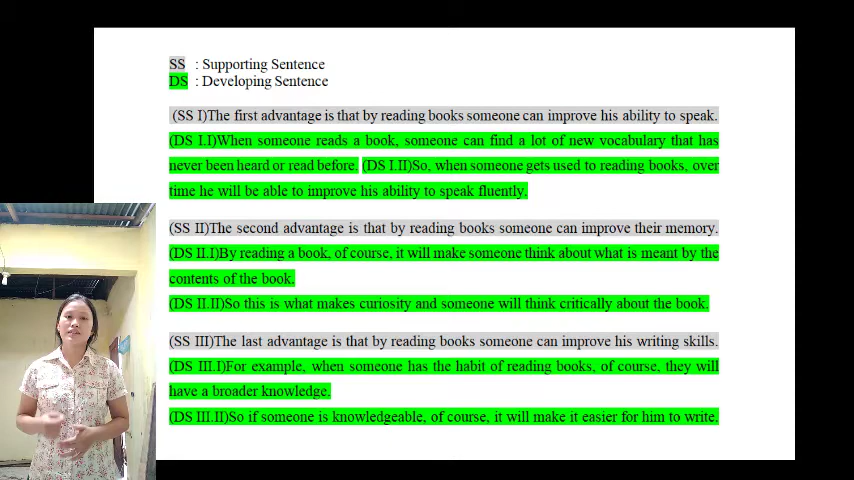 SS : Supporting Sentence
DS : Developing Sentence
(SS I)The first advantage is that by reading books someone can improve his ability to speak.
(DS I.I)When someone reads a book, someone can find a lot of new vocabulary that has
never been heard or read before. (DS I.II)So, when someone gets used to reading books, over
time he will be able to improve his ability to speak fluently.
(SS II)The second advantage is that by reading books someone can improve their memory.
(DS II.I)By reading a book, of course, it will make someone think about what is meant by the
contents of the book.
(DS II.II)So this is what makes curiosity and someone will think critically about the book.
(SS III)The last advantage is that by reading books someone can improve his writing skills.
(DS III.I)For example, when someone has the habit of reading books, of course, they will
have a broader knowledge.
(DS III.II)So if someone is knowledgeable, of course, it will make it easier for him to write.